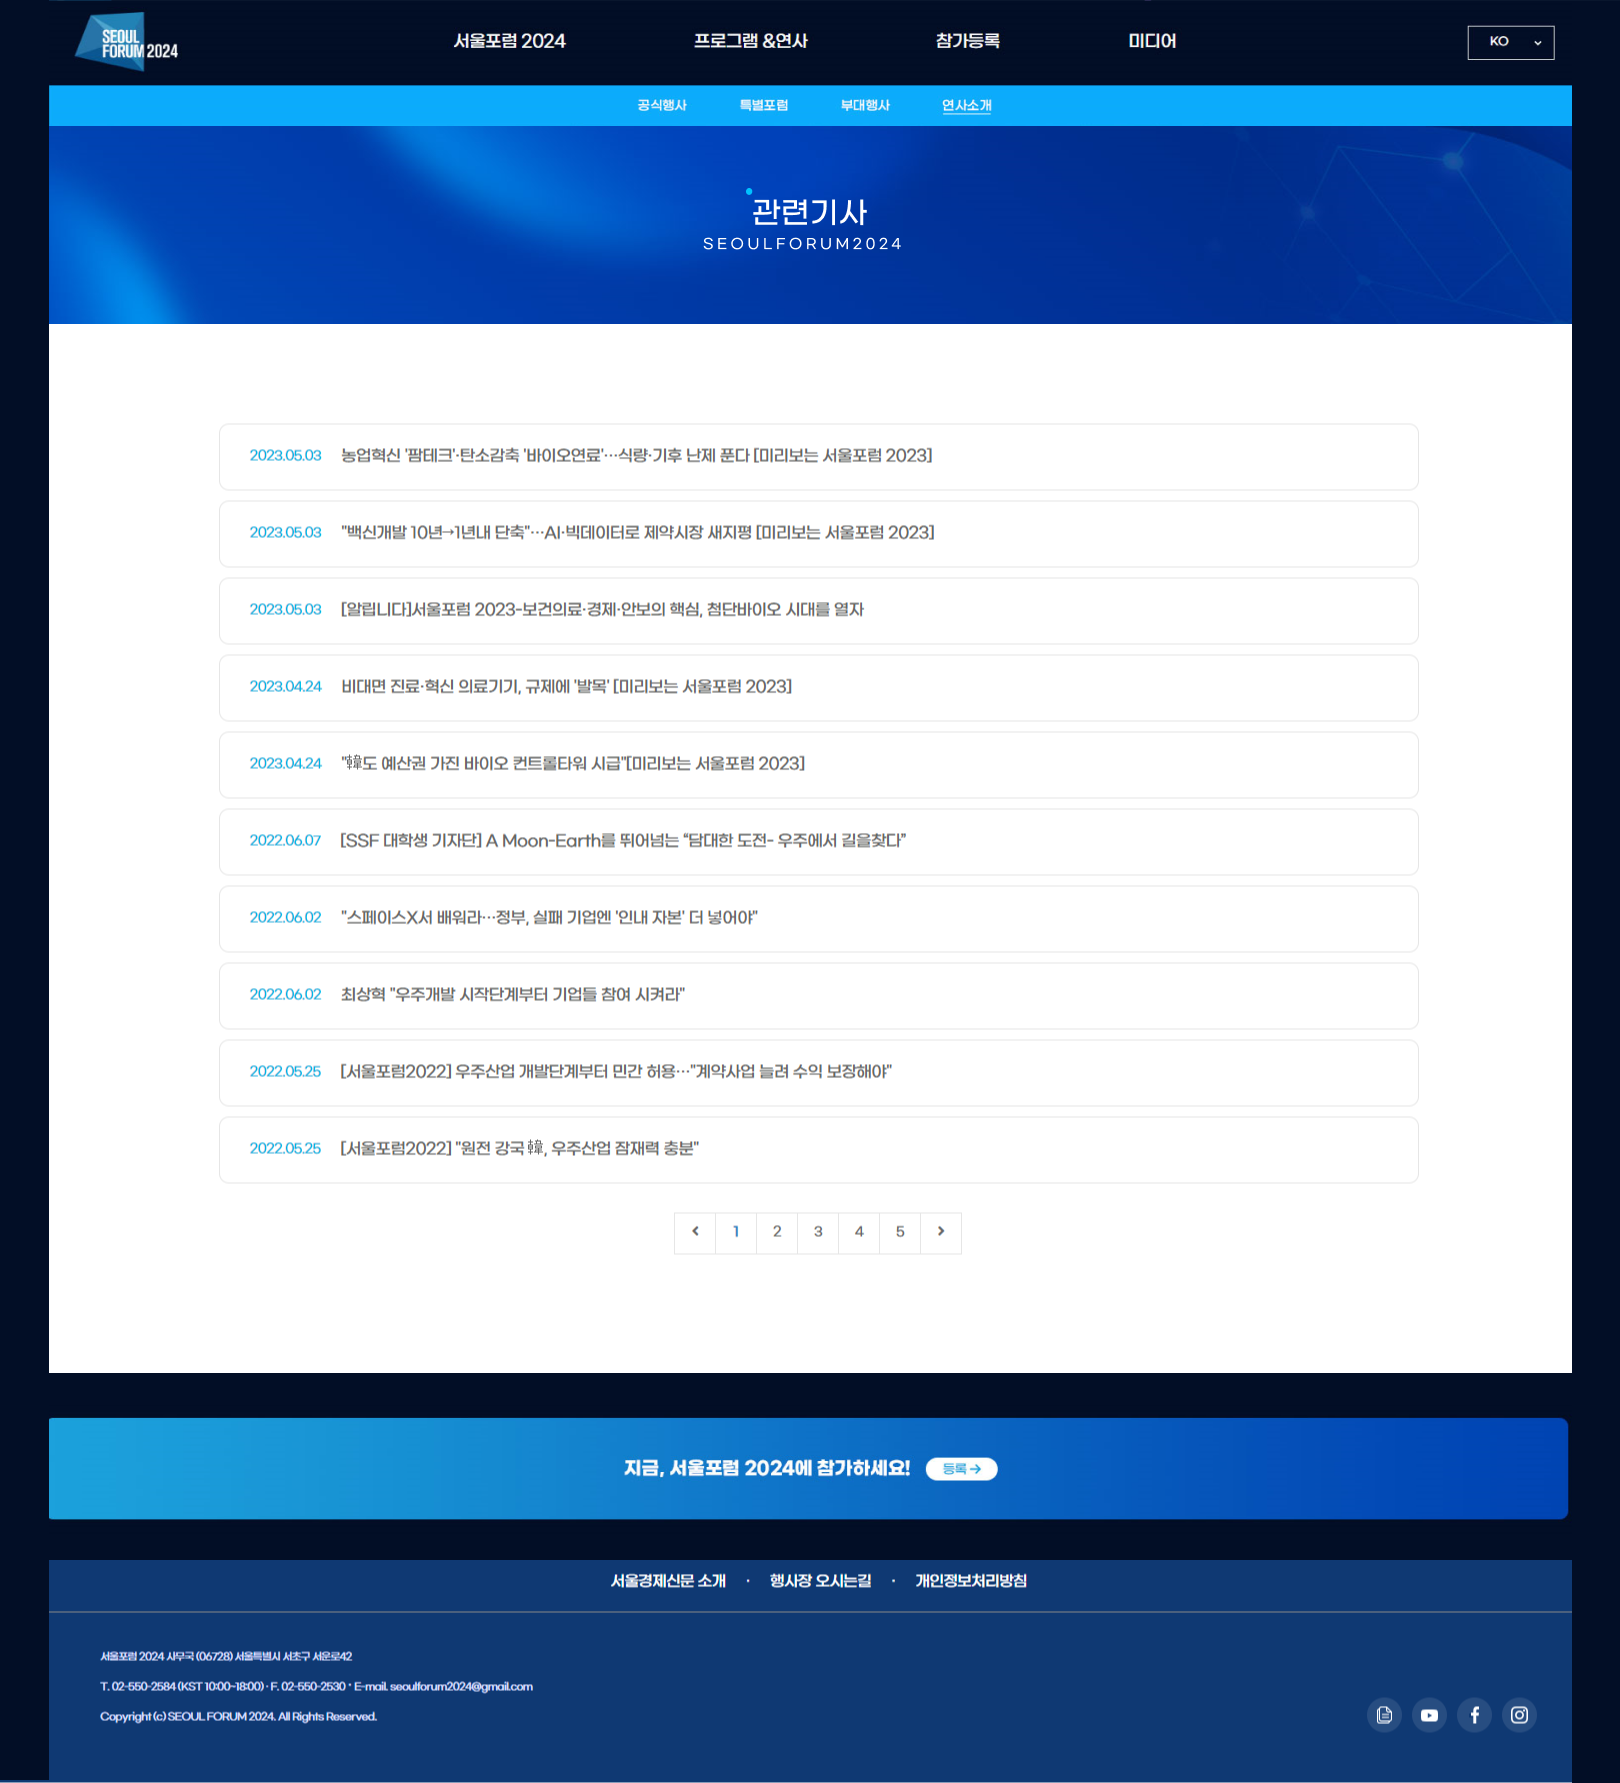 SEOUL
FORUM 2024
서울포럼 2024
프로그램 &연사
참가등록
미디어
KO
공식행사
특별포럼
부대행사
연사소개
관련기사
SEOULFORUM2024
2023.05.03 농업혁신 '팜테크'·탄소감축 '바이오연료'…식량·기후 난제 푼다 [미리보는 서울포럼 2023]
2023.05.03 "백신개발 10년→1년내 단축"…AI·빅데이터로 제약시장 새지평 [미리보는 서울포럼 2023]
2023.05.03 [알립니다]서울포럼 2023-보건의료·경제·안보의 핵심, 첨단바이오 시대를 열자
2023.04.24 비대면 진료·혁신 의료기기, 규제에 '발목' [미리보는 서울포럼 2023]
2023.04.24 "韓도 예산권 가진 바이오 컨트롤타워 시급"[미리보는 서울포럼 2023]
2022.06.07 [SSF 대학생 기자단] A Moon-Earth를 뛰어넘는 “담대한 도전- 우주에서 길을찾다”
2022.06.02 "스페이스X서 배워라…정부, 실패 기업엔 '인내 자본' 더 넣어야"
2022.06.02 최상혁 "우주개발 시작단계부터 기업들 참여 시켜라"
2022.05.25 [서울포럼2022] 우주산업 개발단계부터 민간 허용…"계약사업 늘려 수익 보장해야"
2022.05.25 [서울포럼2022] "원전 강국 韓, 우주산업 잠재력 충분"
1 2 3 4 5
지금, 서울포럼 2024에 참가하세요! 등록 →
서울경제신문 소개 · 행사장 오시는길 · 개인정보처리방침
서울포럼 2024 사무국 (06728) 서울특별시 서초구 서운로42
T. 02-550-2584 (KST 10:00~18:00) · F. 02-550-2530 · E-mail. seoulforum2024@gmail.com
Copyright (c) SEOUL FORUM 2024. All Rights Reserved.